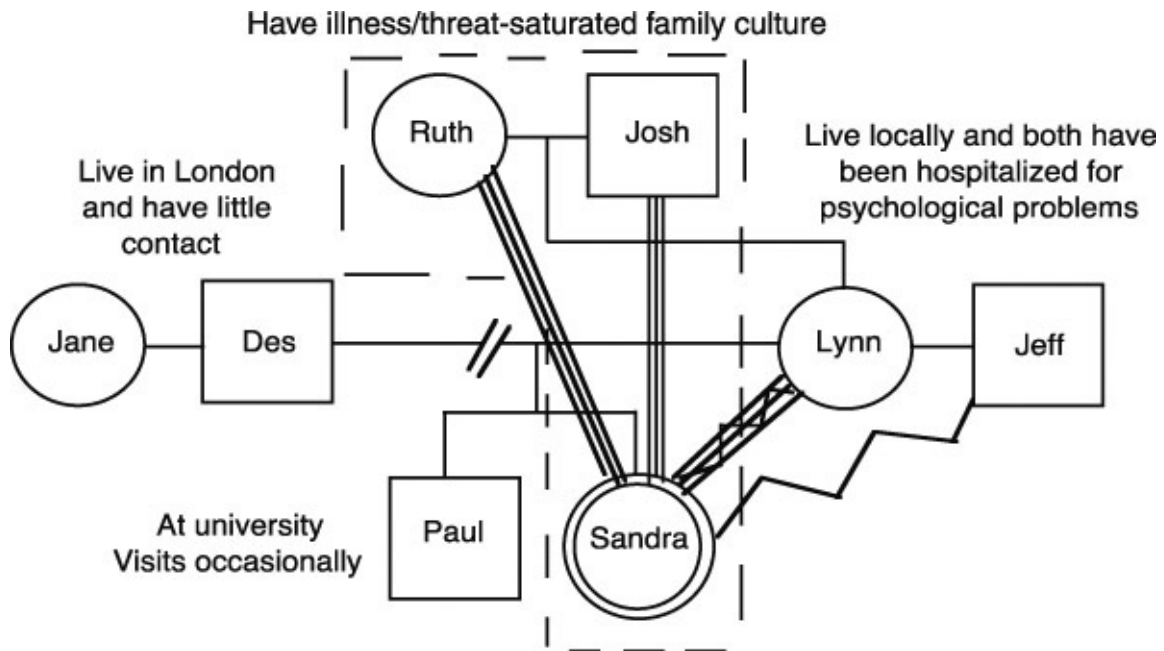 Have illness/threat-saturated family culture
Ruth
Josh
Live locally and both have
been hospitalized for
psychological problems
Live in London
and have little
contact
Jane
Des
Lynn
Jeff
At university
Visits occasionally
Paul
Sandra